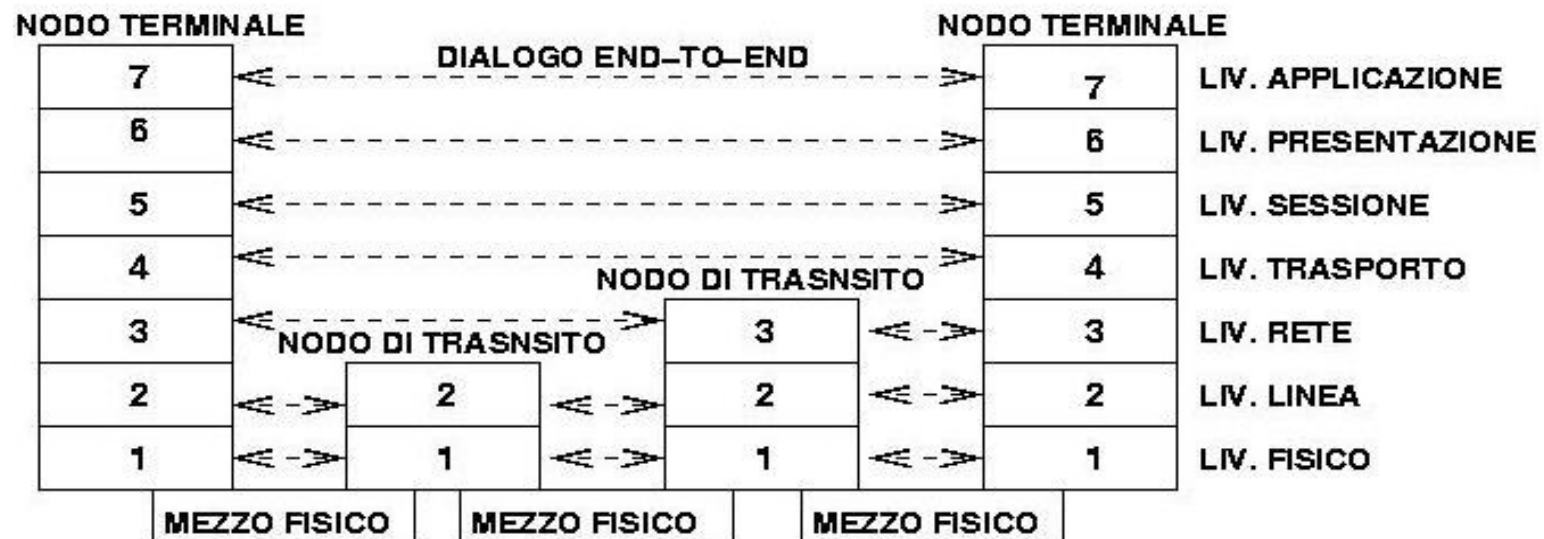 NODO TERMINALE NODO TERMINALE
DIALOGO END-TO-END
7 7 LIV. APPLICAZIONE
6 6 LIV. PRESENTAZIONE
5 5 LIV. SESSIONE
4 4 LIV. TRASPORTO
NODO DI TRASNSITO
3 3 3 LIV. RETE
NODO DI TRASNSITO
2 2 2 2 LIV. LINEA
1 1 1 1 LIV. FISICO
MEZZO FISICO MEZZO FISICO MEZZO FISICO